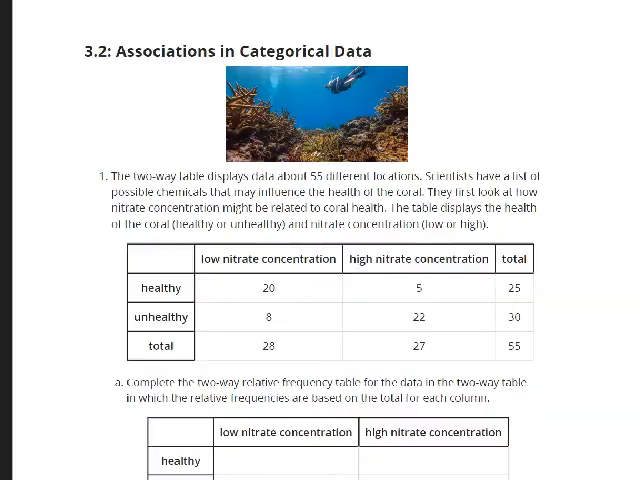 3.2: Associations in Categorical Data
1. The two-way table displays data about 55 different locations. Scientists have a list of
possible chemicals that may influence the health of the coral. They first look at how
nitrate concentration might be related to coral health. The table displays the health
of the coral (healthy or unhealthy) and nitrate concentration (low or high).
low nitrate concentration high nitrate concentration total
healthy 20 5 25
unhealthy 8 22 30
total 28 27 55
a. Complete the two-way relative frequency table for the data in the two-way table
in which the relative frequencies are based on the total for each column.
low nitrate concentration high nitrate concentration
healthy